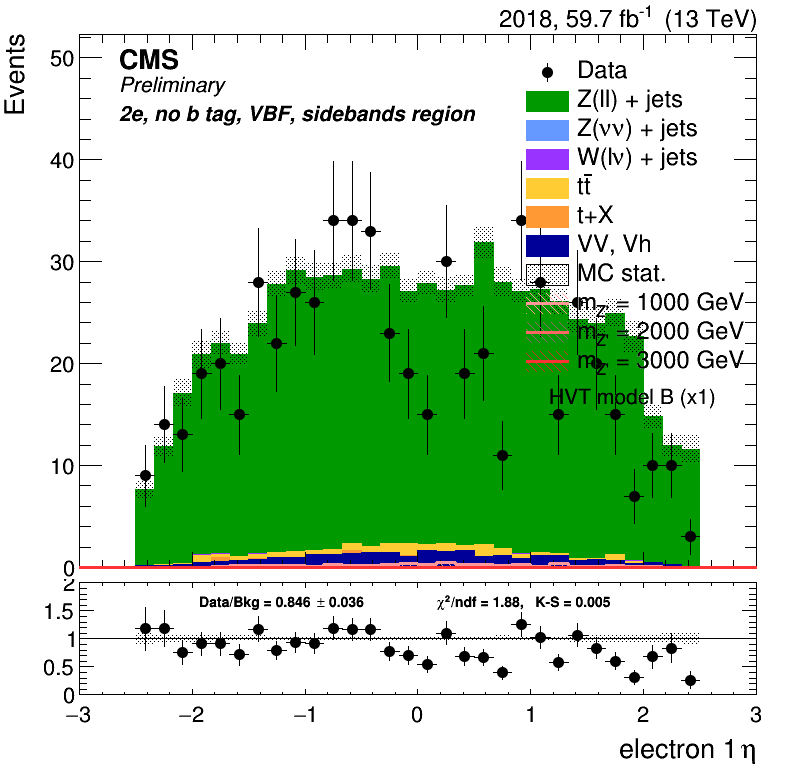 2018, 59.7 fb⁻¹ (13 TeV)
Events
CMS
Preliminary
2e, no b tag, VBF, sidebands region
Data
Z(ll) + jets
Z(νν) + jets
W(lν) + jets
tt̄
t+X
VV, Vh
MC stat.
m_Z' = 1000 GeV
m_Z' = 2000 GeV
m_Z' = 3000 GeV
HVT model B (x1)
50
40
30
20
10
0
Data/Bkg = 0.846 ± 0.036 χ²/ndf = 1.88, K-S = 0.005
2
1.5
1
0.5
0
−3 −2 −1 0 1 2 3
electron 1 η